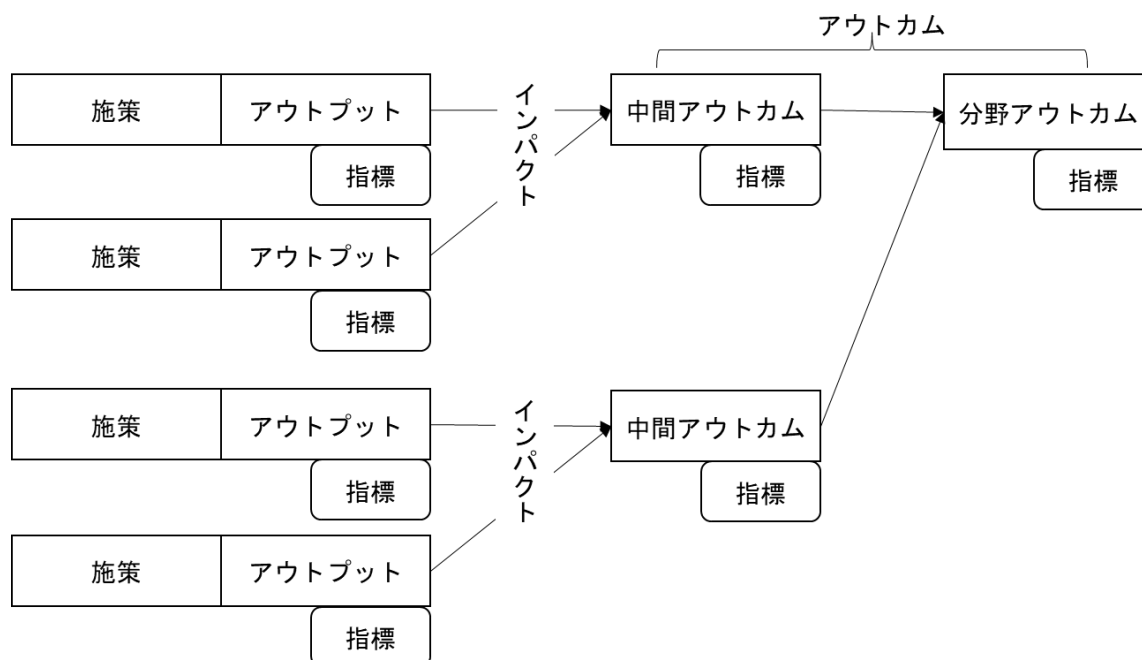 アウトカム
施策
アウトプット
指標
インパクト
中間アウトカム
指標
分野アウトカム
指標
施策
アウトプット
指標
施策
アウトプット
指標
インパクト
中間アウトカム
指標
施策
アウトプット
指標